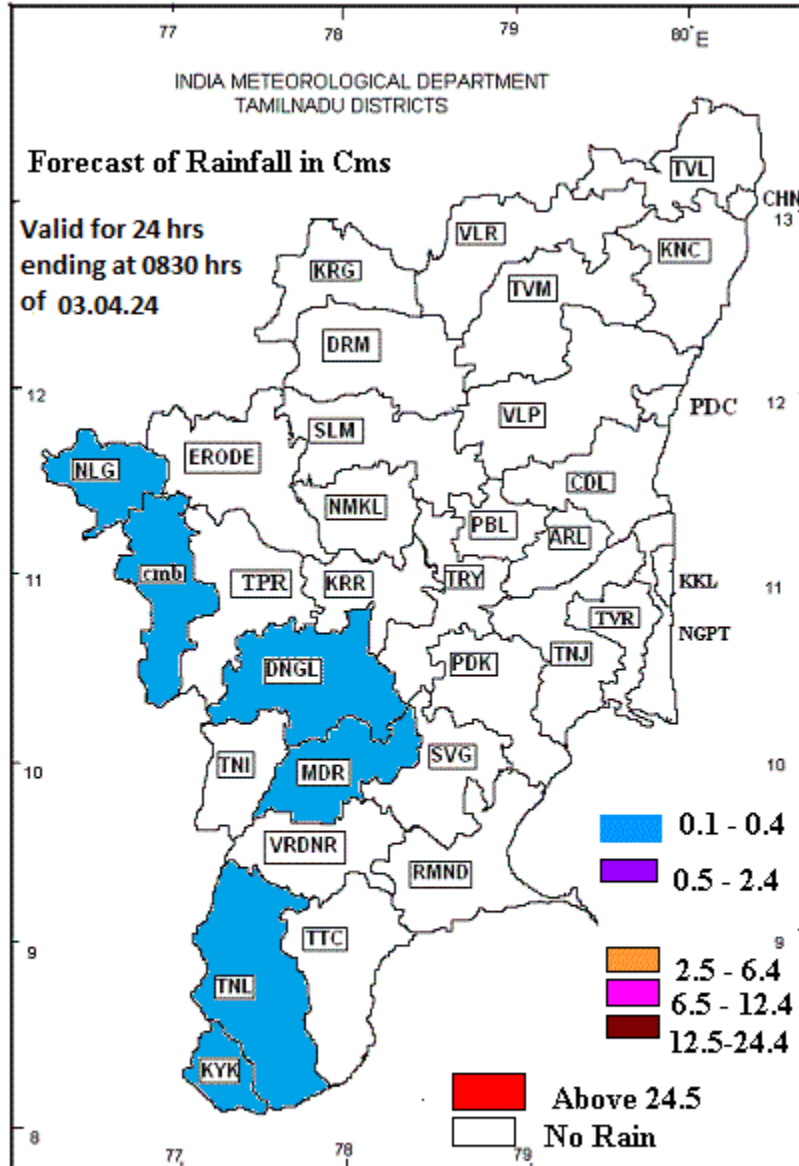 77 78 79 80° E
INDIA METEOROLOGICAL DEPARTMENT
TAMILNADU DISTRICTS
Forecast of Rainfall in Cms
TVL
CHN
13
Valid for 24 hrs
ending at 0830 hrs
of 03.04.24
VLR
KNC
KRG
TVM
DRM
12
12
PDC
VLP
SLM
ERODE
NLG
CDL
NMKL
PBL
ARL
11
cmb
TPR
KRR
TRY
KKL
11
TVR
NGPT
DNGL
PDK
TNJ
10
TNI
MDR
SVG
10
0.1 - 0.4
VRDNR
RMND
0.5 - 2.4
9
TTC
9
2.5 - 6.4
TNL
6.5 - 12.4
12.5-24.4
KYK
Above 24.5
8
No Rain
77 78 79